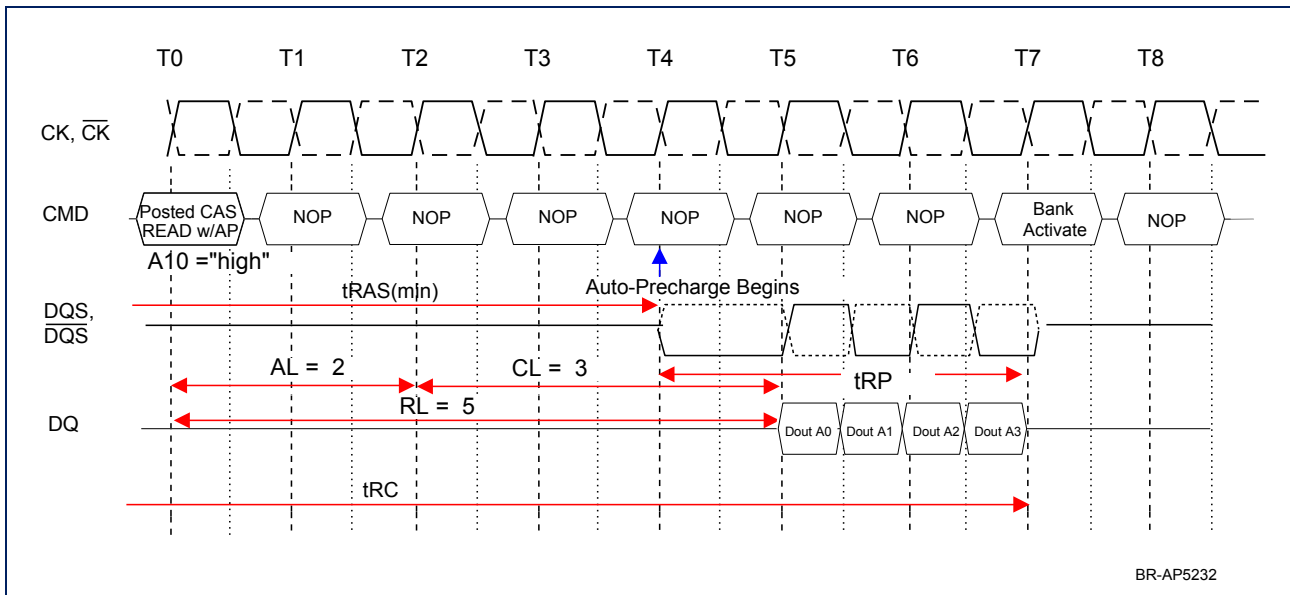 T0 T1 T2 T3 T4 T5 T6 T7 T8
CK, CK
CMD
Posted CAS
READ w/AP
NOP NOP NOP NOP NOP NOP
Bank
Activate
NOP
A10 ="high"
tRAS(min)
Auto-Precharge Begins
DQS,
DQS
AL = 2
CL = 3
tRP
RL = 5
DQ
Dout A0 Dout A1 Dout A2 Dout A3
tRC
BR-AP5232